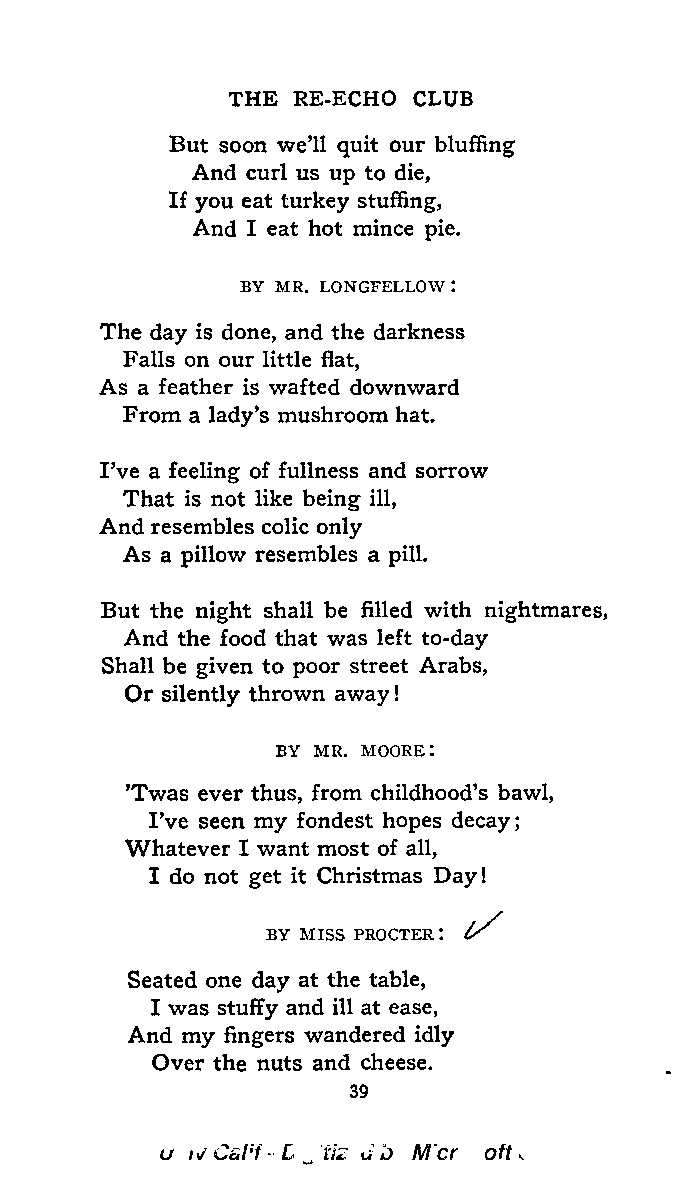 THE RE-ECHO CLUB
But soon we'll quit our bluffing
And curl us up to die,
If you eat turkey stuffing,
And I eat hot mince pie.
BY MR. LONGFELLOW:
The day is done, and the darkness
Falls on our little flat,
As a feather is wafted downward
From a lady's mushroom hat.
I've a feeling of fullness and sorrow
That is not like being ill,
And resembles colic only
As a pillow resembles a pill.
But the night shall be filled with nightmares,
And the food that was left to-day
Shall be given to poor street Arabs,
Or silently thrown away!
BY MR. MOORE:
'Twas ever thus, from childhood's bawl,
I've seen my fondest hopes decay;
Whatever I want most of all,
I do not get it Christmas Day!
BY MISS PROCTER:
Seated one day at the table,
I was stuffy and ill at ease,
And my fingers wandered idly
Over the nuts and cheese.
39